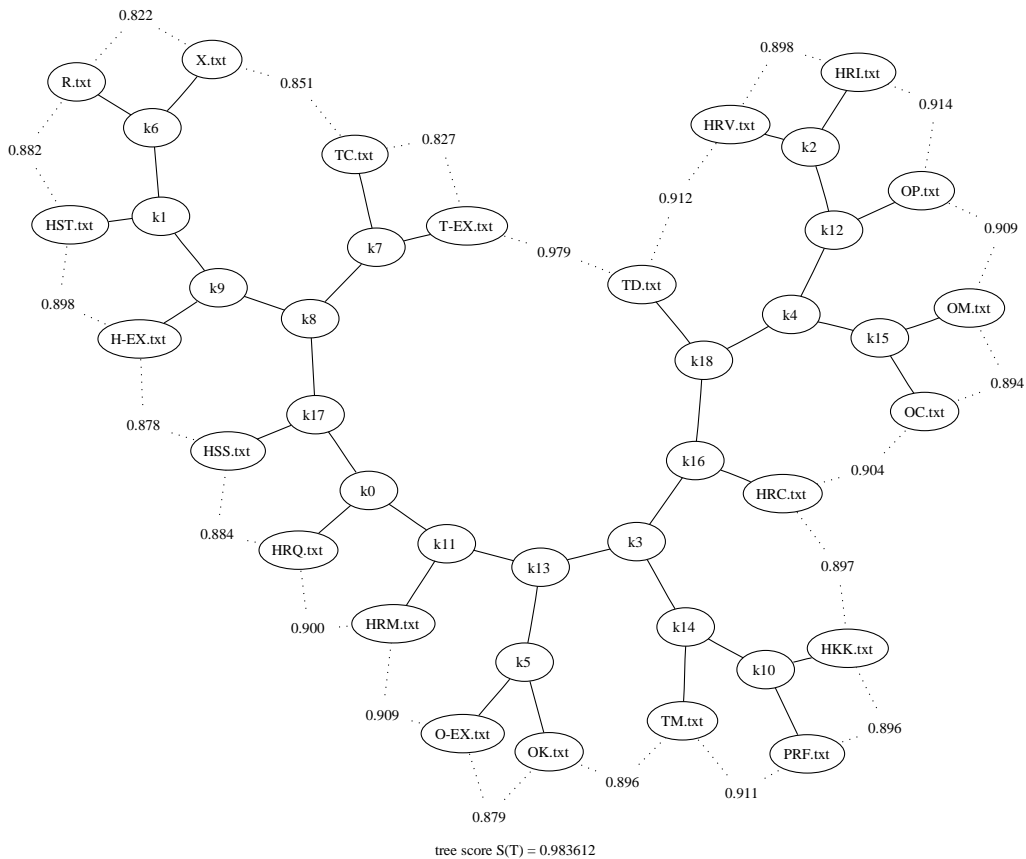 0.822
X.txt
R.txt
0.898
HRI.txt
0.851
0.914
k6
HRV.txt
0.882
TC.txt
0.827
k2
0.912
OP.txt
HST.txt
k1
T-EX.txt
k12
0.909
k7
0.979
TD.txt
k9
0.898
k8
k4
OM.txt
H-EX.txt
k15
k18
0.894
k17
OC.txt
0.878
HSS.txt
k16
0.904
k0
HRC.txt
0.884
HRQ.txt
k11
k3
k13
0.897
HRM.txt
0.900
k14
HKK.txt
k5
k10
0.909
O-EX.txt
TM.txt
0.896
OK.txt
PRF.txt
0.896
0.911
0.879
tree score S(T) = 0.983612